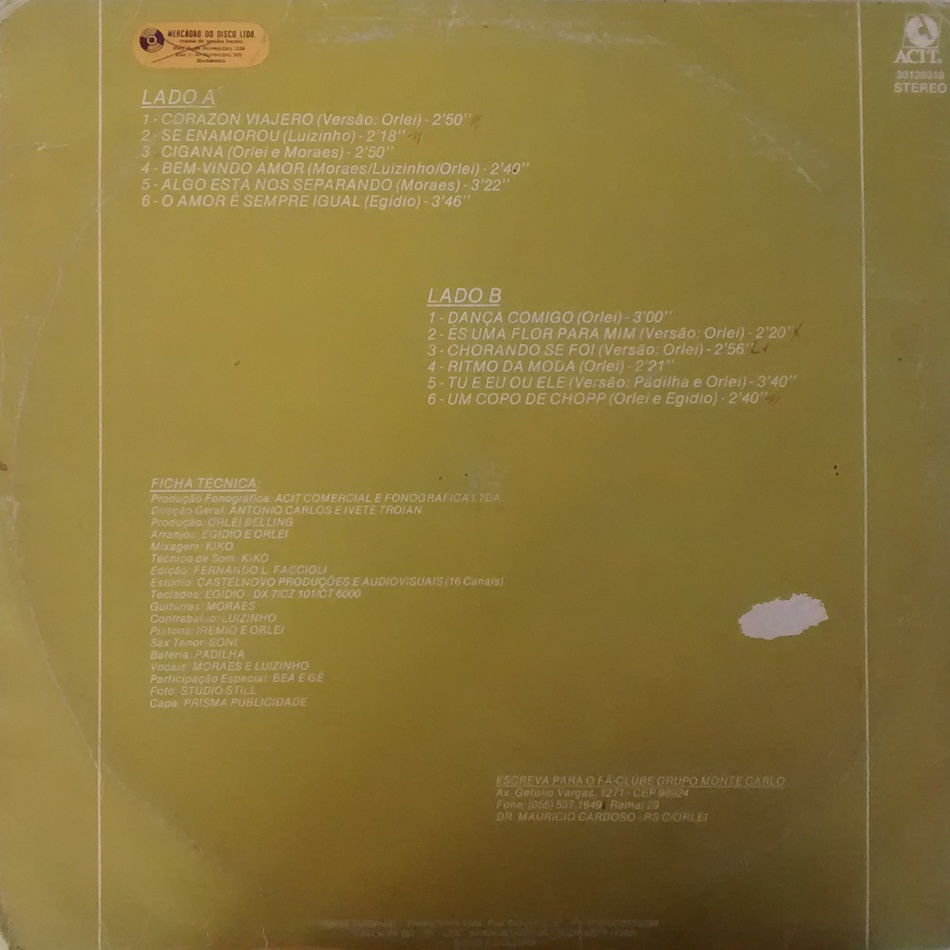 MERCADÃO DO DISCO LTDA.
ACIT.
30120210
STEREO
LADO A
1 - CORAZON VIAJERO (Versão: Orlei) - 2'50''
2 - SE ENAMOROU (Luizinho) - 2'18''
3 - CIGANA (Orlei e Moraes) - 2'50''
4 - BEM-VINDO AMOR (Moraes/Luizinho/Orlei) - 2'40''
5 - ALGO ESTÁ NOS SEPARANDO (Moraes) - 3'22''
6 - O AMOR É SEMPRE IGUAL (Egídio) - 3'46''
LADO B
1 - DANÇA COMIGO (Orlei) - 3'00''
2 - ÉS UMA FLOR PARA MIM (Versão: Orlei) - 2'20''
3 - CHORANDO SE FOI (Versão: Orlei) - 2'56''
4 - RITMO DA MODA (Orlei) - 2'21''
5 - TU E EU OU ELE (Versão: Padilha e Orlei) - 3'40''
6 - UM COPO DE CHOPP (Orlei e Egídio) - 2'40''
FICHA TÉCNICA:
Produção Fonográfica: ACIT COMERCIAL E FONOGRÁFICA LTDA.
Direção Geral: ANTONIO CARLOS E IVETE TROIAN
Produção: ORLEI BELLING
Arranjos: EGÍDIO E ORLEI
Mixagem: KIKO
Técnico de Som: KIKO
Edição: FERNANDO L. FACCIOLI
Estúdio: CASTELNOVO PRODUÇÕES E AUDIOVISUAIS (16 Canais)
Teclados: EGÍDIO - DX 7/CZ 101/CT 6000
Guitarras: MORAES
Contrabaixo: LUIZINHO
Pistons: IREMIO E ORLEI
Sax Tenor: SONI
Bateria: PADILHA
Vocais: MORAES E LUIZINHO
Participação Especial: BEA E GÊ
Foto: STUDIO STILL
Capa: PRISMA PUBLICIDADE
ESCREVA PARA O FÃ-CLUBE GRUPO MONTE CARLO
Av. Getúlio Vargas, 1271 - CEP 98924
Fone: (055) 537.1949 Ramal 29
DR. MAURÍCIO CARDOSO - RS C/ORLEI